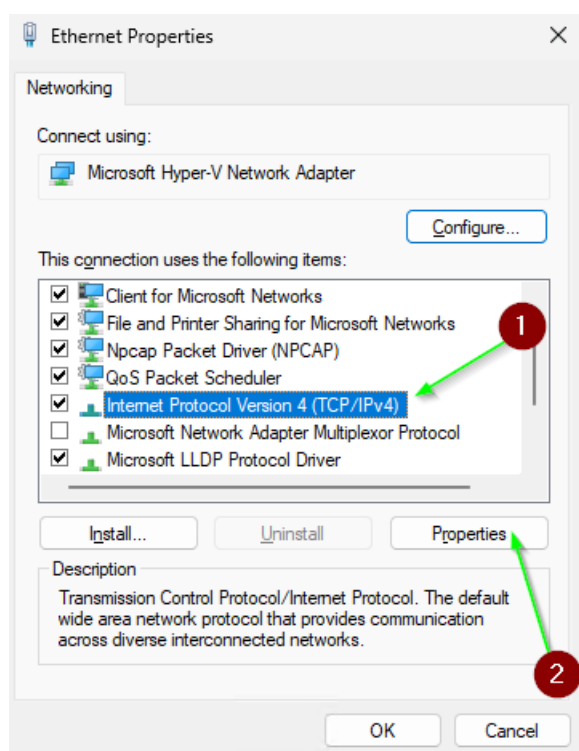 Ethernet Properties
Networking
Connect using:
Microsoft Hyper-V Network Adapter
Configure...
This connection uses the following items:
Client for Microsoft Networks
File and Printer Sharing for Microsoft Networks
1
Npcap Packet Driver (NPCAP)
QoS Packet Scheduler
Internet Protocol Version 4 (TCP/IPv4)
Microsoft Network Adapter Multiplexor Protocol
Microsoft LLDP Protocol Driver
Install...
Uninstall
Properties
Description
Transmission Control Protocol/Internet Protocol. The default
wide area network protocol that provides communication
across diverse interconnected networks.
2
OK
Cancel